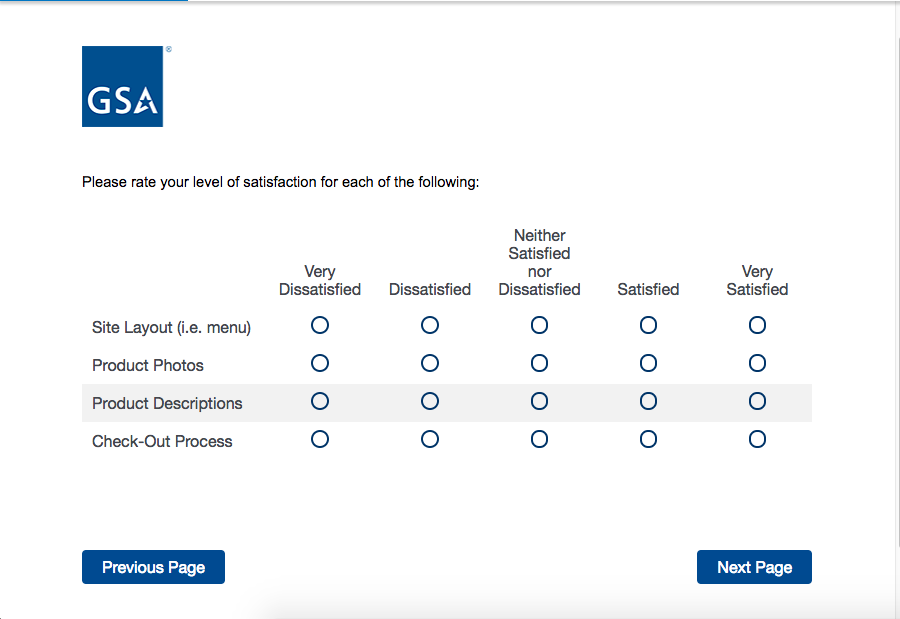 GSA®
Please rate your level of satisfaction for each of the following:
Very Dissatisfied
Dissatisfied
Neither Satisfied nor Dissatisfied
Satisfied
Very Satisfied
Site Layout (i.e. menu)
Product Photos
Product Descriptions
Check-Out Process
Previous Page
Next Page